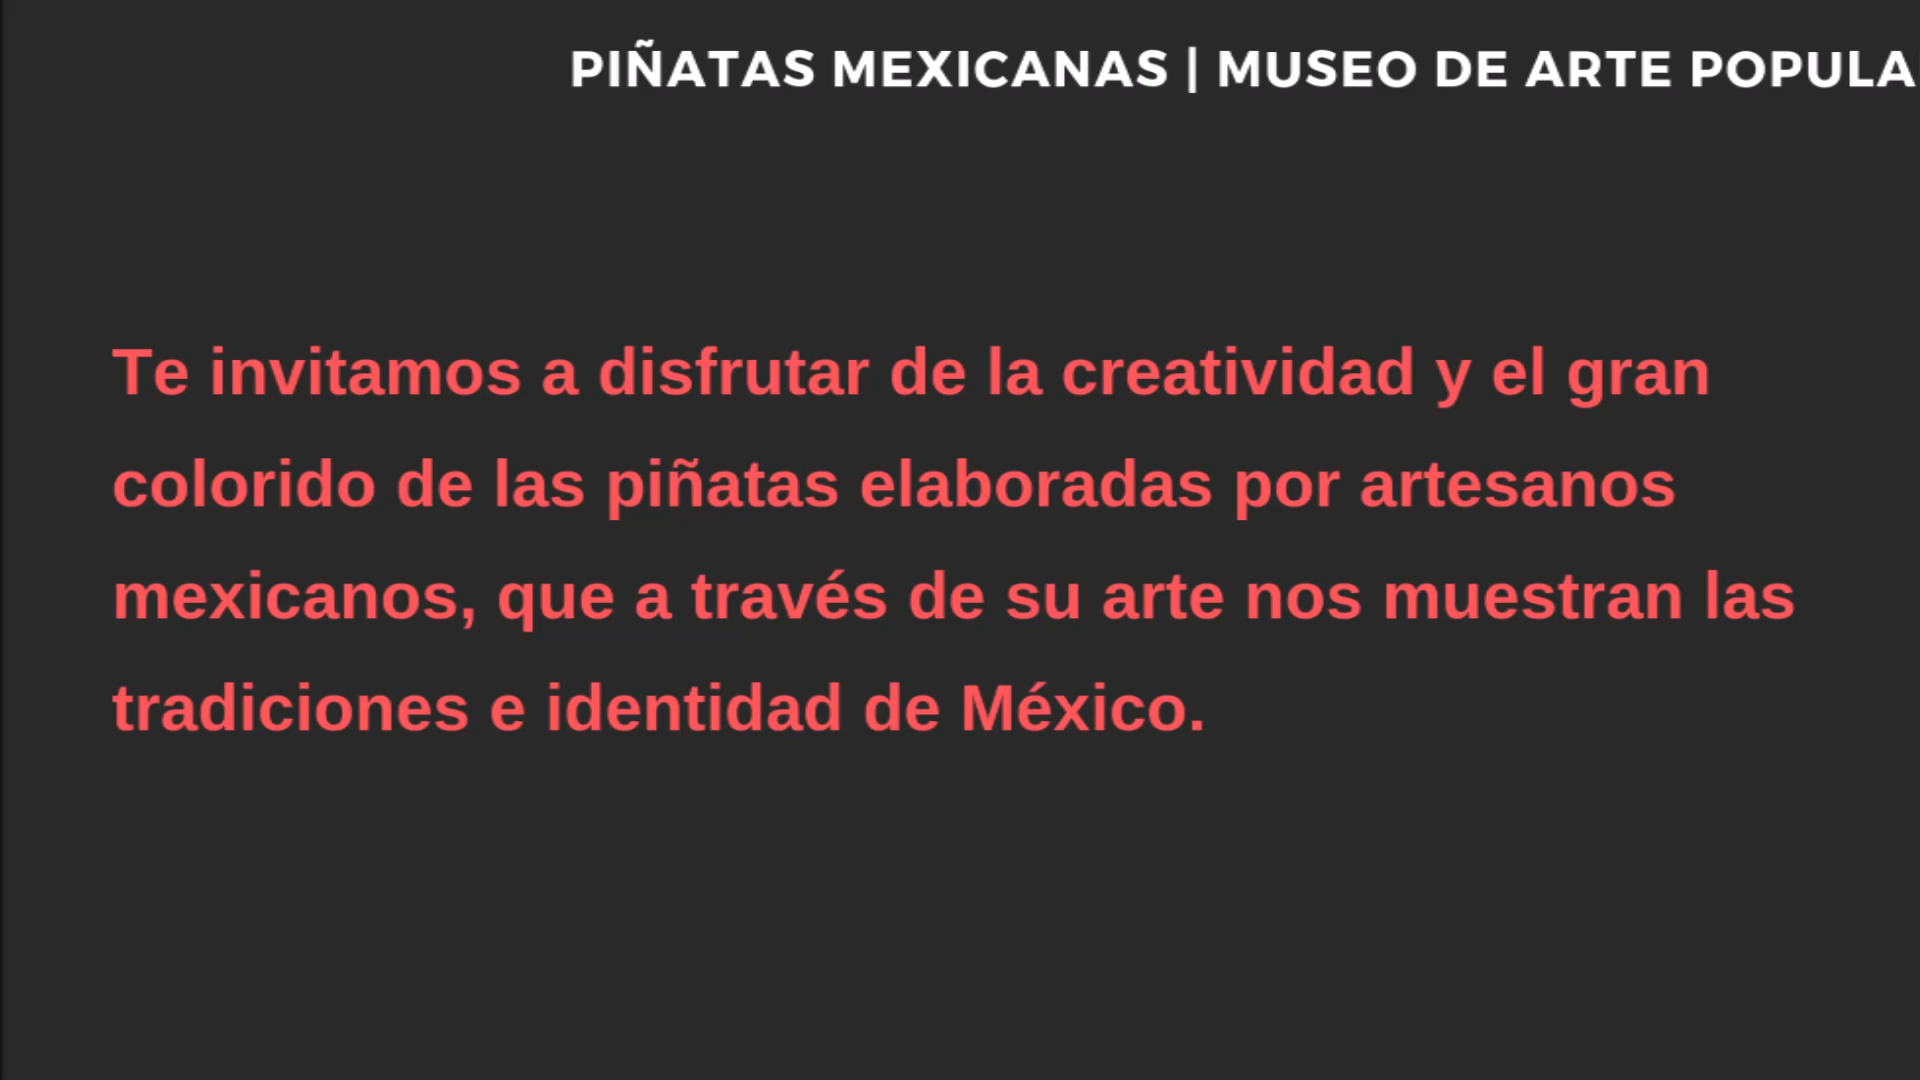 PIÑATAS MEXICANAS | MUSEO DE ARTE POPULA
Te invitamos a disfrutar de la creatividad y el gran
colorido de las piñatas elaboradas por artesanos
mexicanos, que a través de su arte nos muestran las
tradiciones e identidad de México.